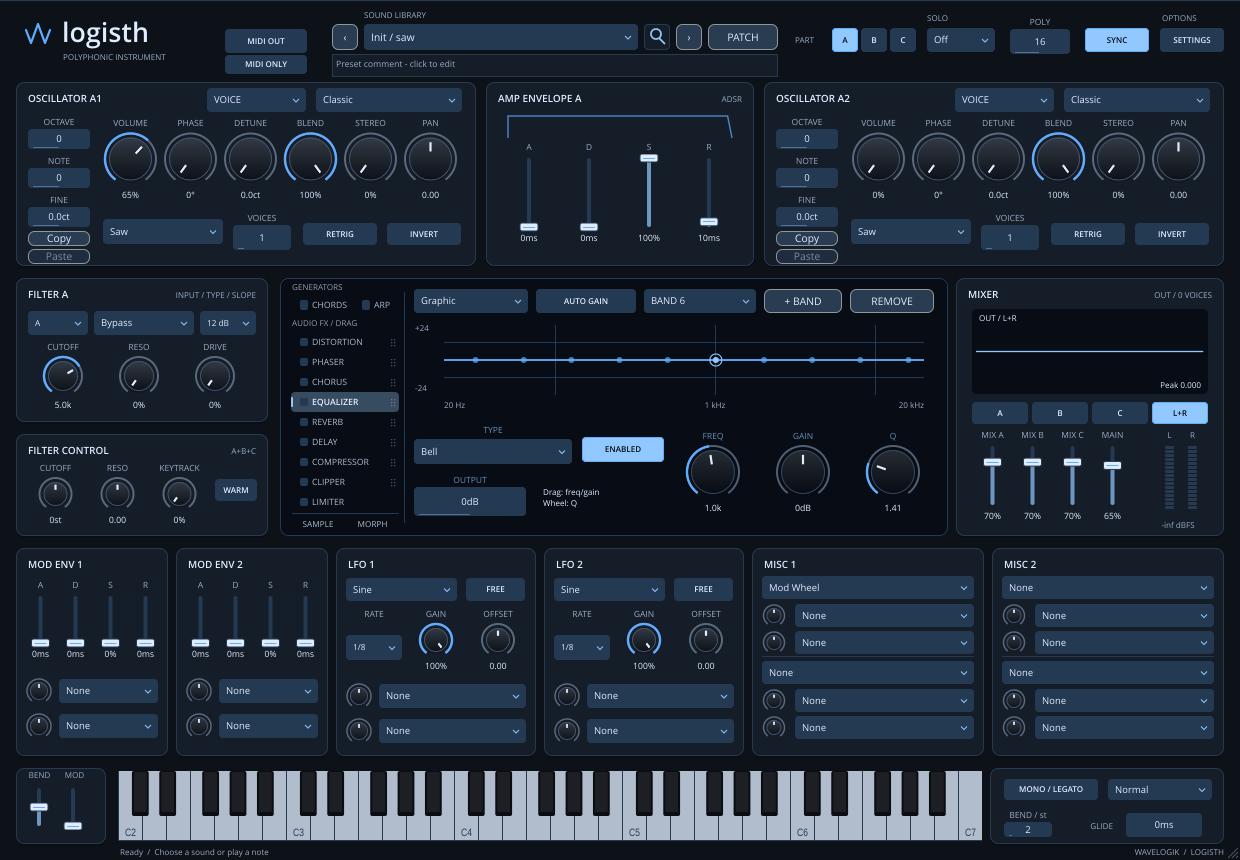 logisth
POLYPHONIC INSTRUMENT
MIDI OUT
MIDI ONLY
SOUND LIBRARY
‹ Init / saw › PATCH
Preset comment - click to edit
PART A B C
SOLO
Off
POLY
16
SYNC
OPTIONS
SETTINGS
OSCILLATOR A1 VOICE Classic
OCTAVE
0
NOTE
0
FINE
0.0ct
Copy
Paste
VOLUME PHASE DETUNE BLEND STEREO PAN
65% 0° 0.0ct 100% 0% 0.00
Saw
VOICES
1
RETRIG INVERT
AMP ENVELOPE A ADSR
A D S R
0ms 0ms 100% 10ms
OSCILLATOR A2 VOICE Classic
OCTAVE
0
NOTE
0
FINE
0.0ct
Copy
Paste
VOLUME PHASE DETUNE BLEND STEREO PAN
0% 0° 0.0ct 100% 0% 0.00
Saw
VOICES
1
RETRIG INVERT
FILTER A INPUT / TYPE / SLOPE
A Bypass 12 dB
CUTOFF RESO DRIVE
5.0k 0% 0%
FILTER CONTROL A+B+C
CUTOFF RESO KEYTRACK
WARM
0st 0.00 0%
GENERATORS
CHORDS ARP
AUDIO FX / DRAG
DISTORTION
PHASER
CHORUS
EQUALIZER
REVERB
DELAY
COMPRESSOR
CLIPPER
LIMITER
SAMPLE MORPH
Graphic AUTO GAIN BAND 6 + BAND REMOVE
+24
-24
20 Hz 1 kHz 20 kHz
TYPE
Bell
ENABLED
OUTPUT
0dB
Drag: freq/gain
Wheel: Q
FREQ GAIN Q
1.0k 0dB 1.41
MIXER OUT / 0 VOICES
OUT / L+R
Peak 0.000
A B C L+R
MIX A MIX B MIX C MAIN L R
70% 70% 70% 65%
-inf dBFS
MOD ENV 1
A D S R
0ms 0ms 0% 0ms
None
None
MOD ENV 2
A D S R
0ms 0ms 0% 0ms
None
None
LFO 1
Sine FREE
RATE GAIN OFFSET
1/8
100% 0.00
None
None
LFO 2
Sine FREE
RATE GAIN OFFSET
1/8
100% 0.00
None
None
MISC 1
Mod Wheel
None
None
None
None
None
MISC 2
None
None
None
None
None
None
BEND MOD
C2 C3 C4 C5 C6 C7
MONO / LEGATO Normal
BEND / st
2
GLIDE 0ms
Ready / Choose a sound or play a note
WAVELOGIK / LOGISTH